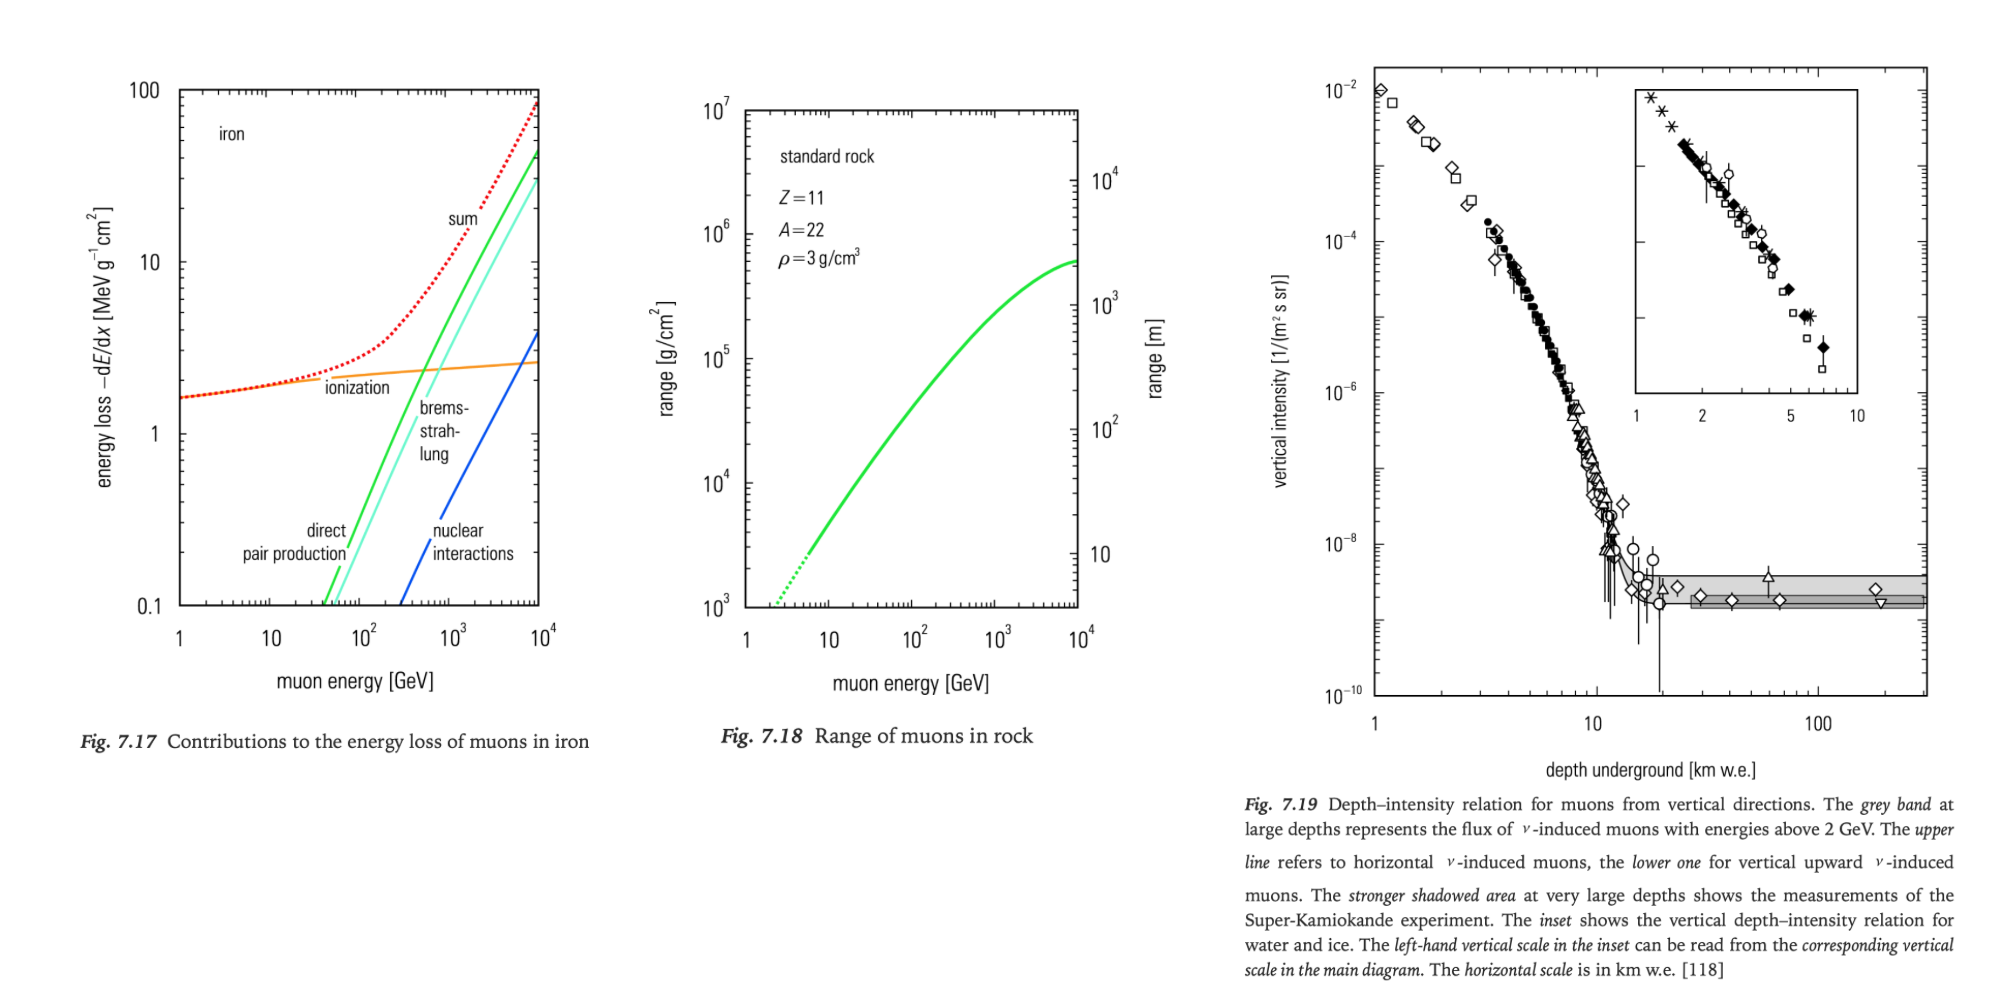 100
10
1
0.1
energy loss –dE/dx [MeV g⁻¹ cm²]
iron
sum
ionization
brems-
strah-
lung
direct
pair production
nuclear
interactions
1
10
10²
10³
10⁴
muon energy [GeV]
Fig. 7.17 Contributions to the energy loss of muons in iron
10⁷
10⁶
10⁵
10⁴
10³
range [g/cm²]
standard rock
Z=11
A=22
ρ=3 g/cm³
10⁴
10³
10²
10
range [m]
1
10
10²
10³
10⁴
muon energy [GeV]
Fig. 7.18 Range of muons in rock
10⁻²
10⁻⁴
10⁻⁶
10⁻⁸
10⁻¹⁰
vertical intensity [1/(m² s sr)]
1
2
5
10
1
10
100
depth underground [km w.e.]
Fig. 7.19 Depth–intensity relation for muons from vertical directions. The grey band at
large depths represents the flux of ν-induced muons with energies above 2 GeV. The upper
line refers to horizontal ν-induced muons, the lower one for vertical upward ν-induced
muons. The stronger shadowed area at very large depths shows the measurements of the
Super-Kamiokande experiment. The inset shows the vertical depth–intensity relation for
water and ice. The left-hand vertical scale in the inset can be read from the corresponding vertical
scale in the main diagram. The horizontal scale is in km w.e. [118]